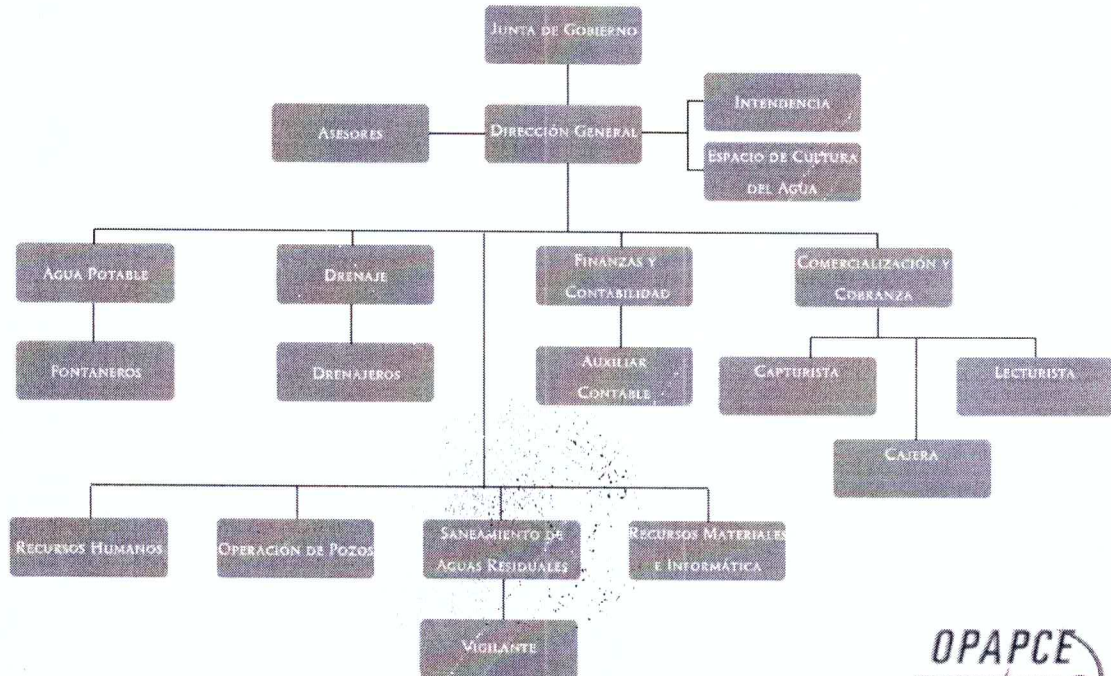 JUNTA DE GOBIERNO
ASESORES
DIRECCIÓN GENERAL
INTENDENCIA
ESPACIO DE CULTURA
DEL AGUA
AGUA POTABLE
DRENAJE
FINANZAS Y
CONTABILIDAD
COMERCIALIZACIÓN Y
COBRANZA
FONTANEROS
DRENAJEROS
AUXILIAR
CONTABLE
CAPTURISTA
LECTURISTA
CAJERA
RECURSOS HUMANOS
OPERACIÓN DE POZOS
SANEAMIENTO DE
AGUAS RESIDUALES
RECURSOS MATERIALES
E INFORMÁTICA
VIGILANTE
OPAPCE